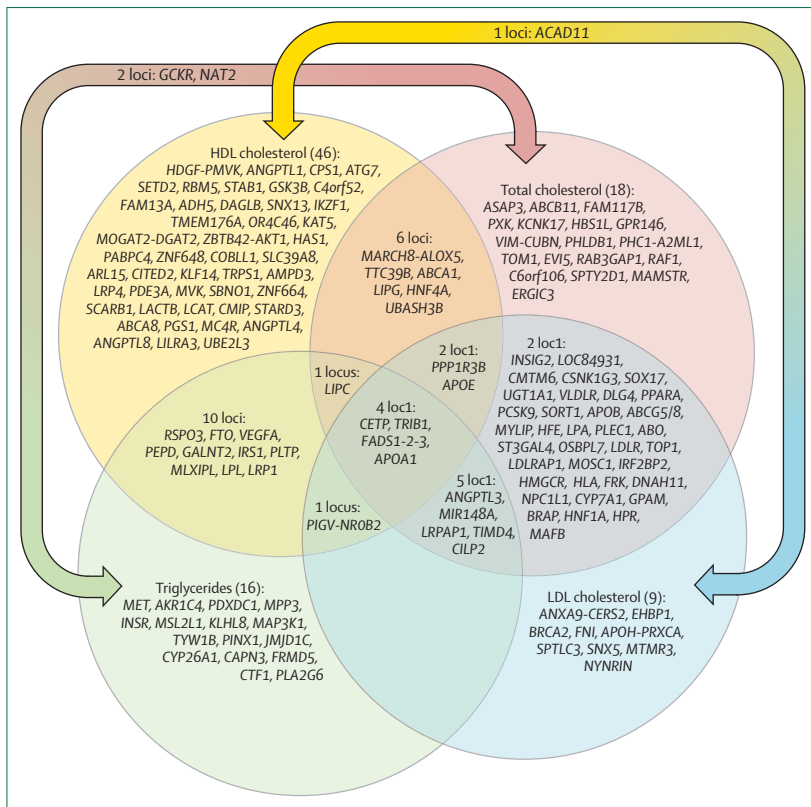 1 loci: ACAD11
2 loci: GCKR, NAT2
HDL cholesterol (46):
HDGF-PMVK, ANGPTL1, CPS1, ATG7,
SETD2, RBM5, STAB1, GSK3B, C4orf52,
FAM13A, ADH5, DAGLB, SNX13, IKZF1,
TMEM176A, OR4C46, KAT5,
MOGAT2-DGAT2, ZBTB42-AKT1, HAS1,
PABPC4, ZNF648, COBLL1, SLC39A8,
ARL15, CITED2, KLF14, TRPS1, AMPD3,
LRP4, PDE3A, MVK, SBNO1, ZNF664,
SCARB1, LACTB, LCAT, CMIP, STARD3,
ABCA8, PGS1, MC4R, ANGPTL4,
ANGPTL8, LILRA3, UBE2L3
Total cholesterol (18):
ASAP3, ABCB11, FAM117B,
PXK, KCNK17, HBS1L, GPR146,
VIM-CUBN, PHLDB1, PHC1-A2ML1,
TOM1, EVI5, RAB3GAP1, RAF1,
C6orf106, SPTY2D1, MAMSTR,
ERGIC3
6 loci:
MARCH8-ALOX5,
TTC39B, ABCA1,
LIPG, HNF4A,
UBASH3B
2 loc1:
PPP1R3B
APOE
2 loc1:
INSIG2, LOC84931,
CMTM6, CSNK1G3, SOX17,
UGT1A1, VLDLR, DLG4, PPARA,
PCSK9, SORT1, APOB, ABCG5/8,
MYLIP, HFE, LPA, PLEC1, ABO,
ST3GAL4, OSBPL7, LDLR, TOP1,
LDLRAP1, MOSC1, IRF2BP2,
HMGCR, HLA, FRK, DNAH11,
NPC1L1, CYP7A1, GPAM,
BRAP, HNF1A, HPR,
MAFB
1 locus:
LIPC
4 loc1:
CETP, TRIB1,
FADS1-2-3,
APOA1
10 loci:
RSPO3, FTO, VEGFA,
PEPD, GALNT2, IRS1, PLTP,
MLXIPL, LPL, LRP1
5 loc1:
ANGPTL3,
MIR148A,
LRPAP1, TIMD4,
CILP2
1 locus:
PIGV-NR0B2
Triglycerides (16):
MET, AKR1C4, PDXDC1, MPP3,
INSR, MSL2L1, KLHL8, MAP3K1,
TYW1B, PINX1, JMJD1C,
CYP26A1, CAPN3, FRMD5,
CTF1, PLA2G6
LDL cholesterol (9):
ANXA9-CERS2, EHBP1,
BRCA2, FNI, APOH-PRXCA,
SPTLC3, SNX5, MTMR3,
NYNRIN